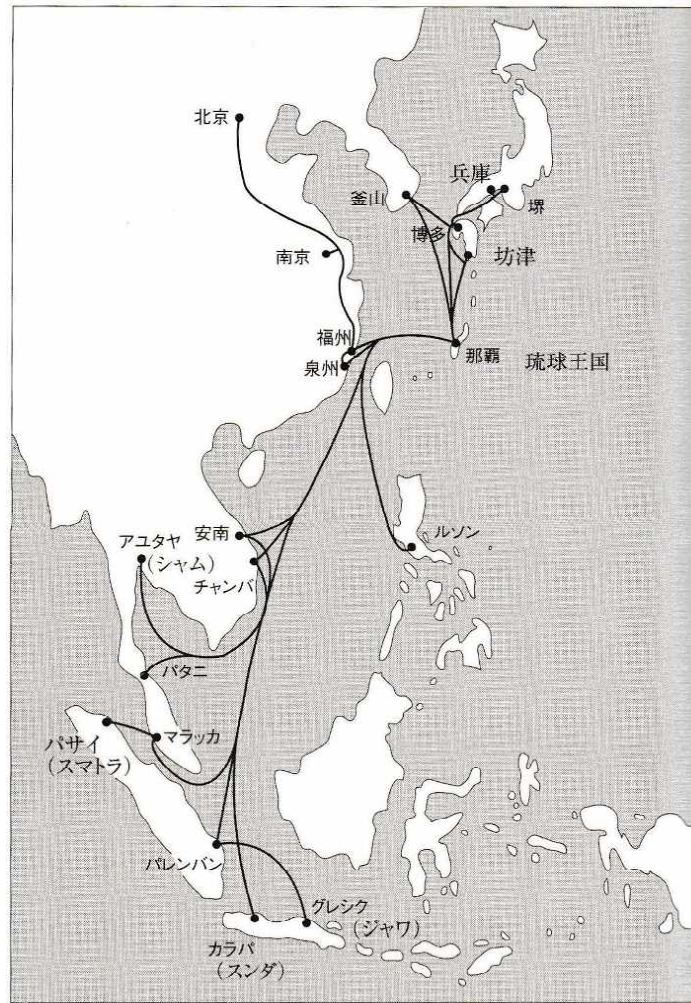 北京
兵庫
釜山
堺
博多
坊津
南京
福州
那覇
琉球王国
泉州
ルソン
安南
アユタヤ
(シャム)
チャンバ
パタニ
マラッカ
パサイ
(スマトラ)
パレンバン
グレシク
(ジャワ)
カラパ
(スンダ)